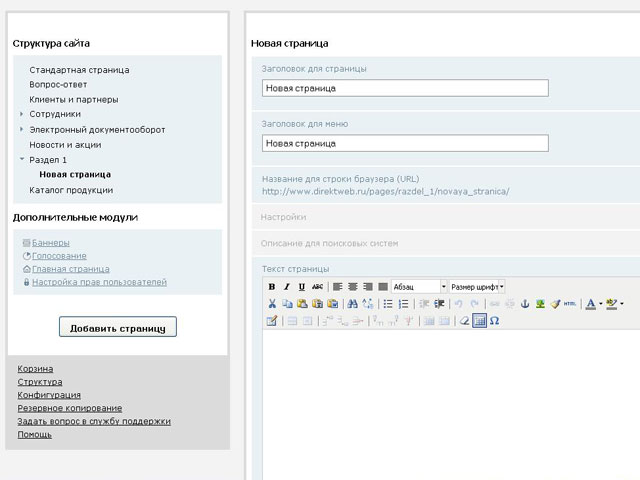 Структура сайта
Стандартная страница
Вопрос-ответ
Клиенты и партнеры
Сотрудники
Электронный документооборот
Новости и акции
Раздел 1
Новая страница
Каталог продукции
Дополнительные модули
Баннеры
Голосование
Главная страница
Настройка прав пользователей
Добавить страницу
Корзина
Структура
Конфигурация
Резервное копирование
Задать вопрос в службу поддержки
Помощь
Новая страница
Заголовок для страницы
Новая страница
Заголовок для меню
Новая страница
Название для строки браузера (URL)
http://www.direktweb.ru/pages/razdel_1/novaya_stranica/
Настройки
Описание для поисковых систем
Текст страницы
B I U ABC Абзац Размер шрифт
HTML A
Ω